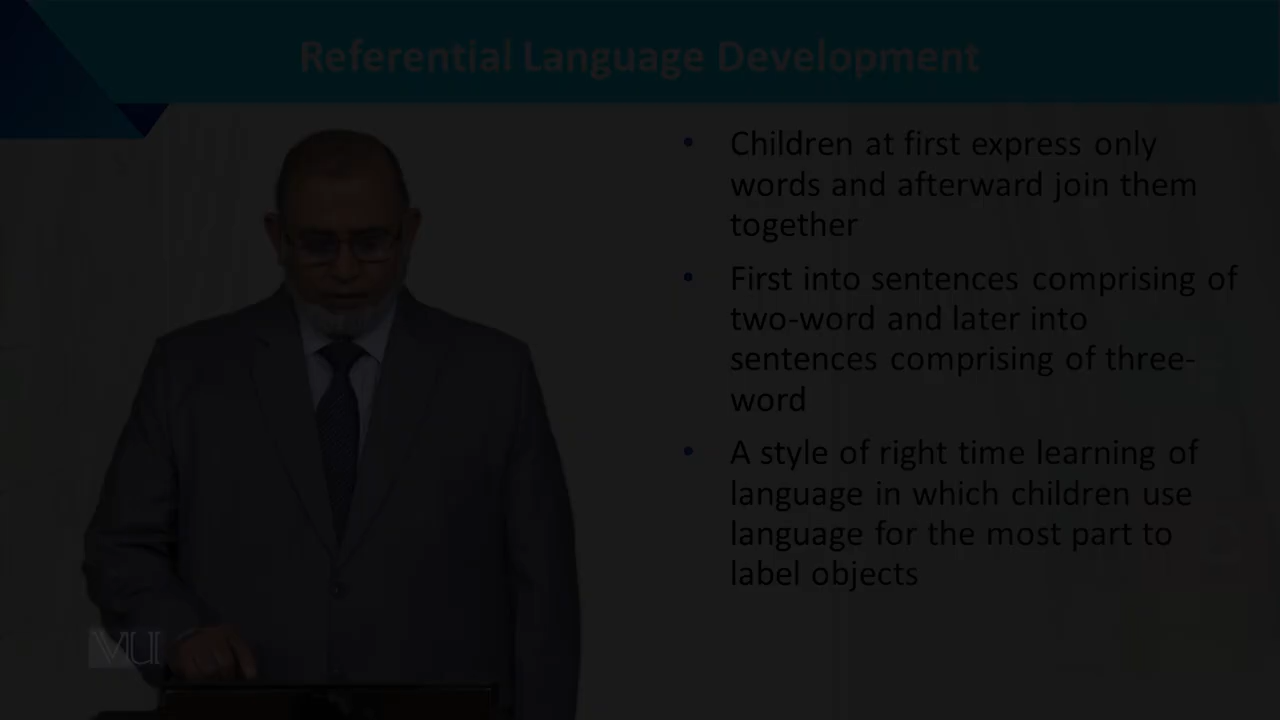 Referential Language Development
• Children at first express only
words and afterward join them
together
• First into sentences comprising of
two-word and later into
sentences comprising of three-
word
• A style of right time learning of
language in which children use
language for the most part to
label objects
VU